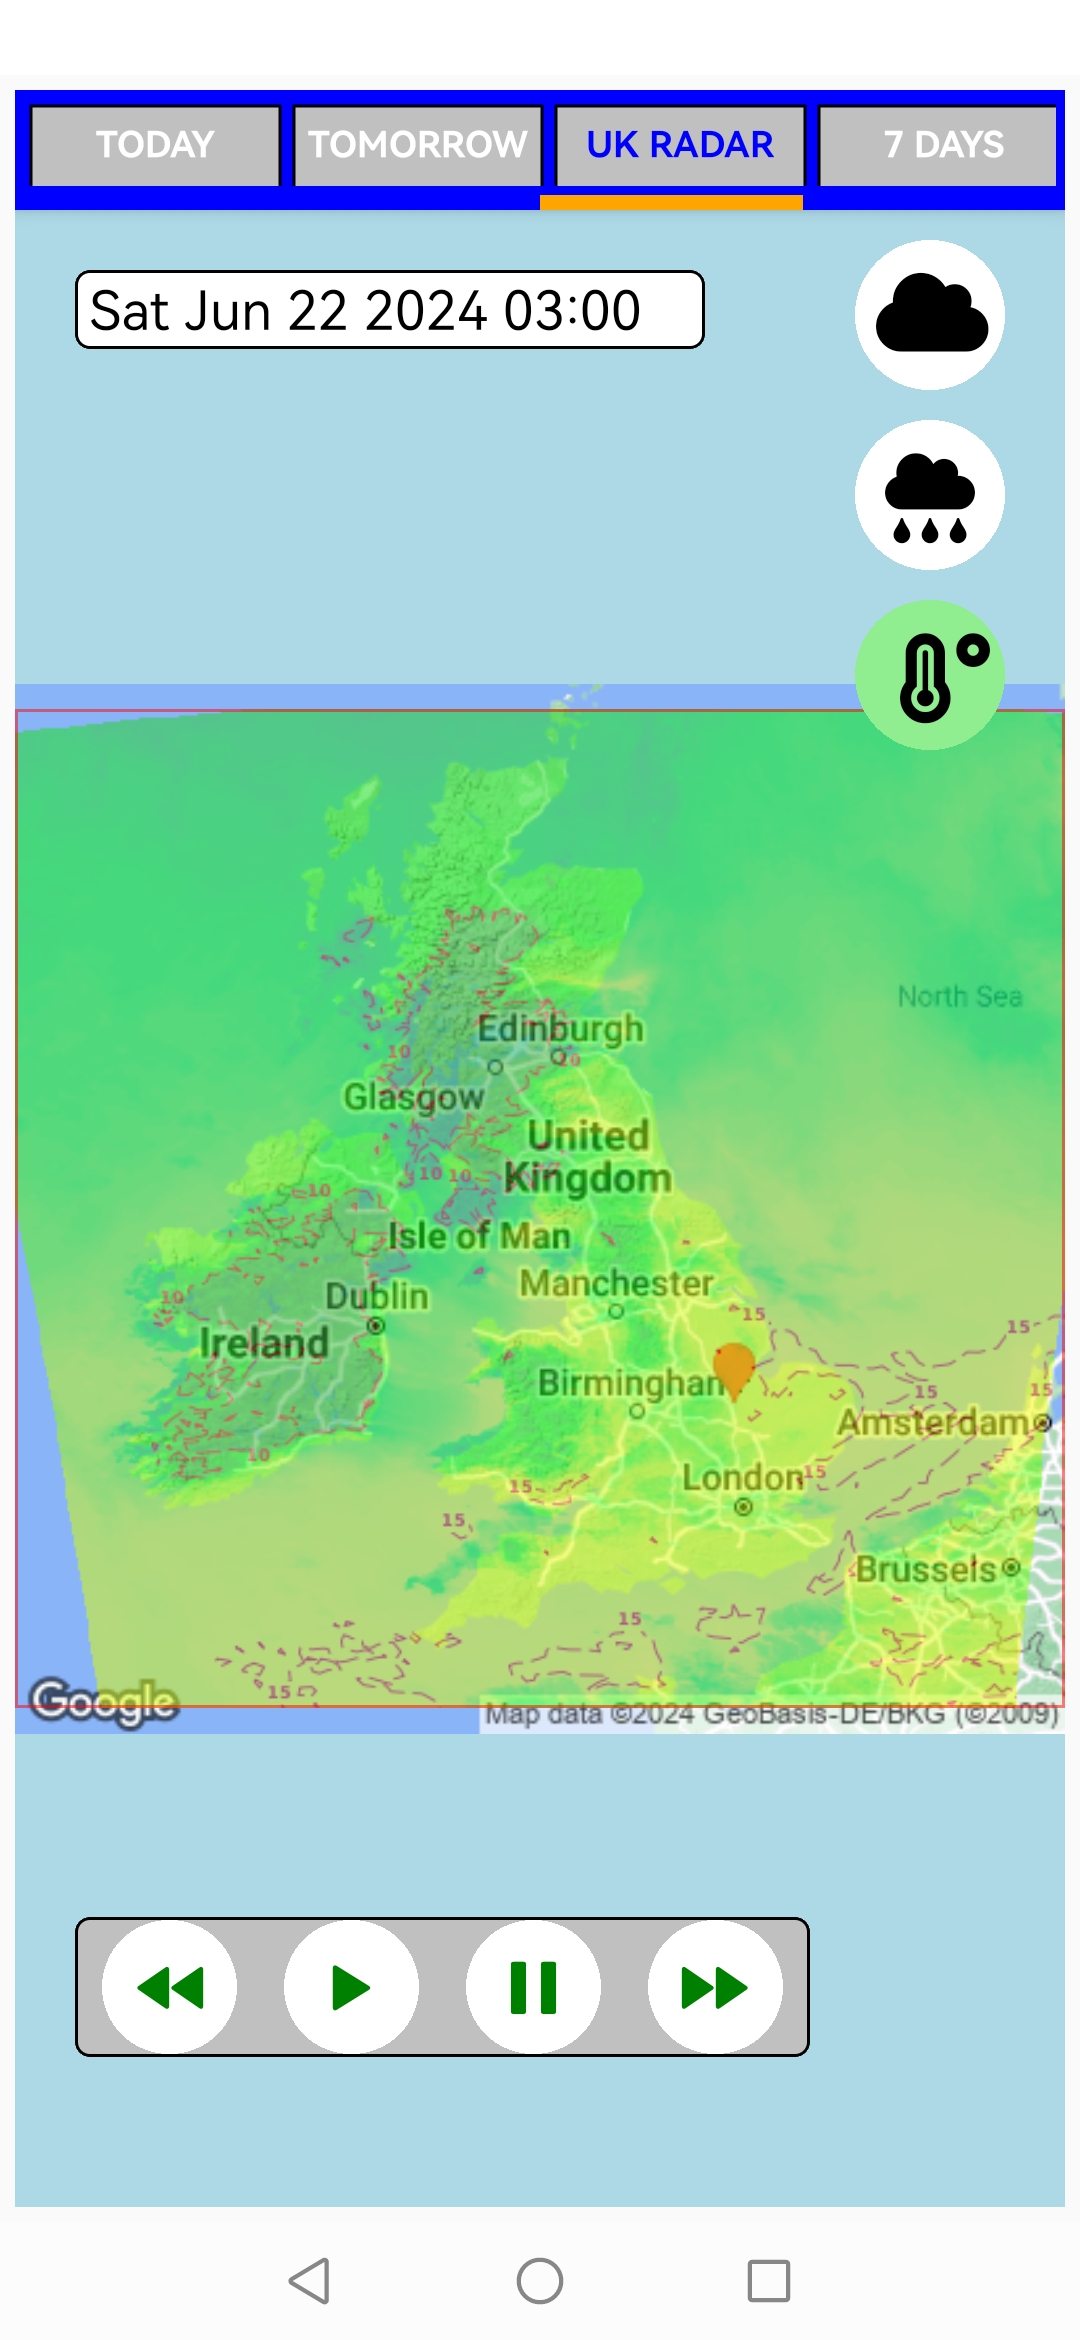 TODAY
TOMORROW
UK RADAR
7 DAYS
Sat Jun 22 2024 03:00
North Sea
Edinburgh
10
Glasgow
United
Kingdom
10
10
10
Isle of Man
Manchester
Dublin
10
15
15
Ireland
Birmingham
15
15
Amsterdam
10
London
15
15
15
Brussels
15
15
Google
Map data ©2024 GeoBasis-DE/BKG (©2009)